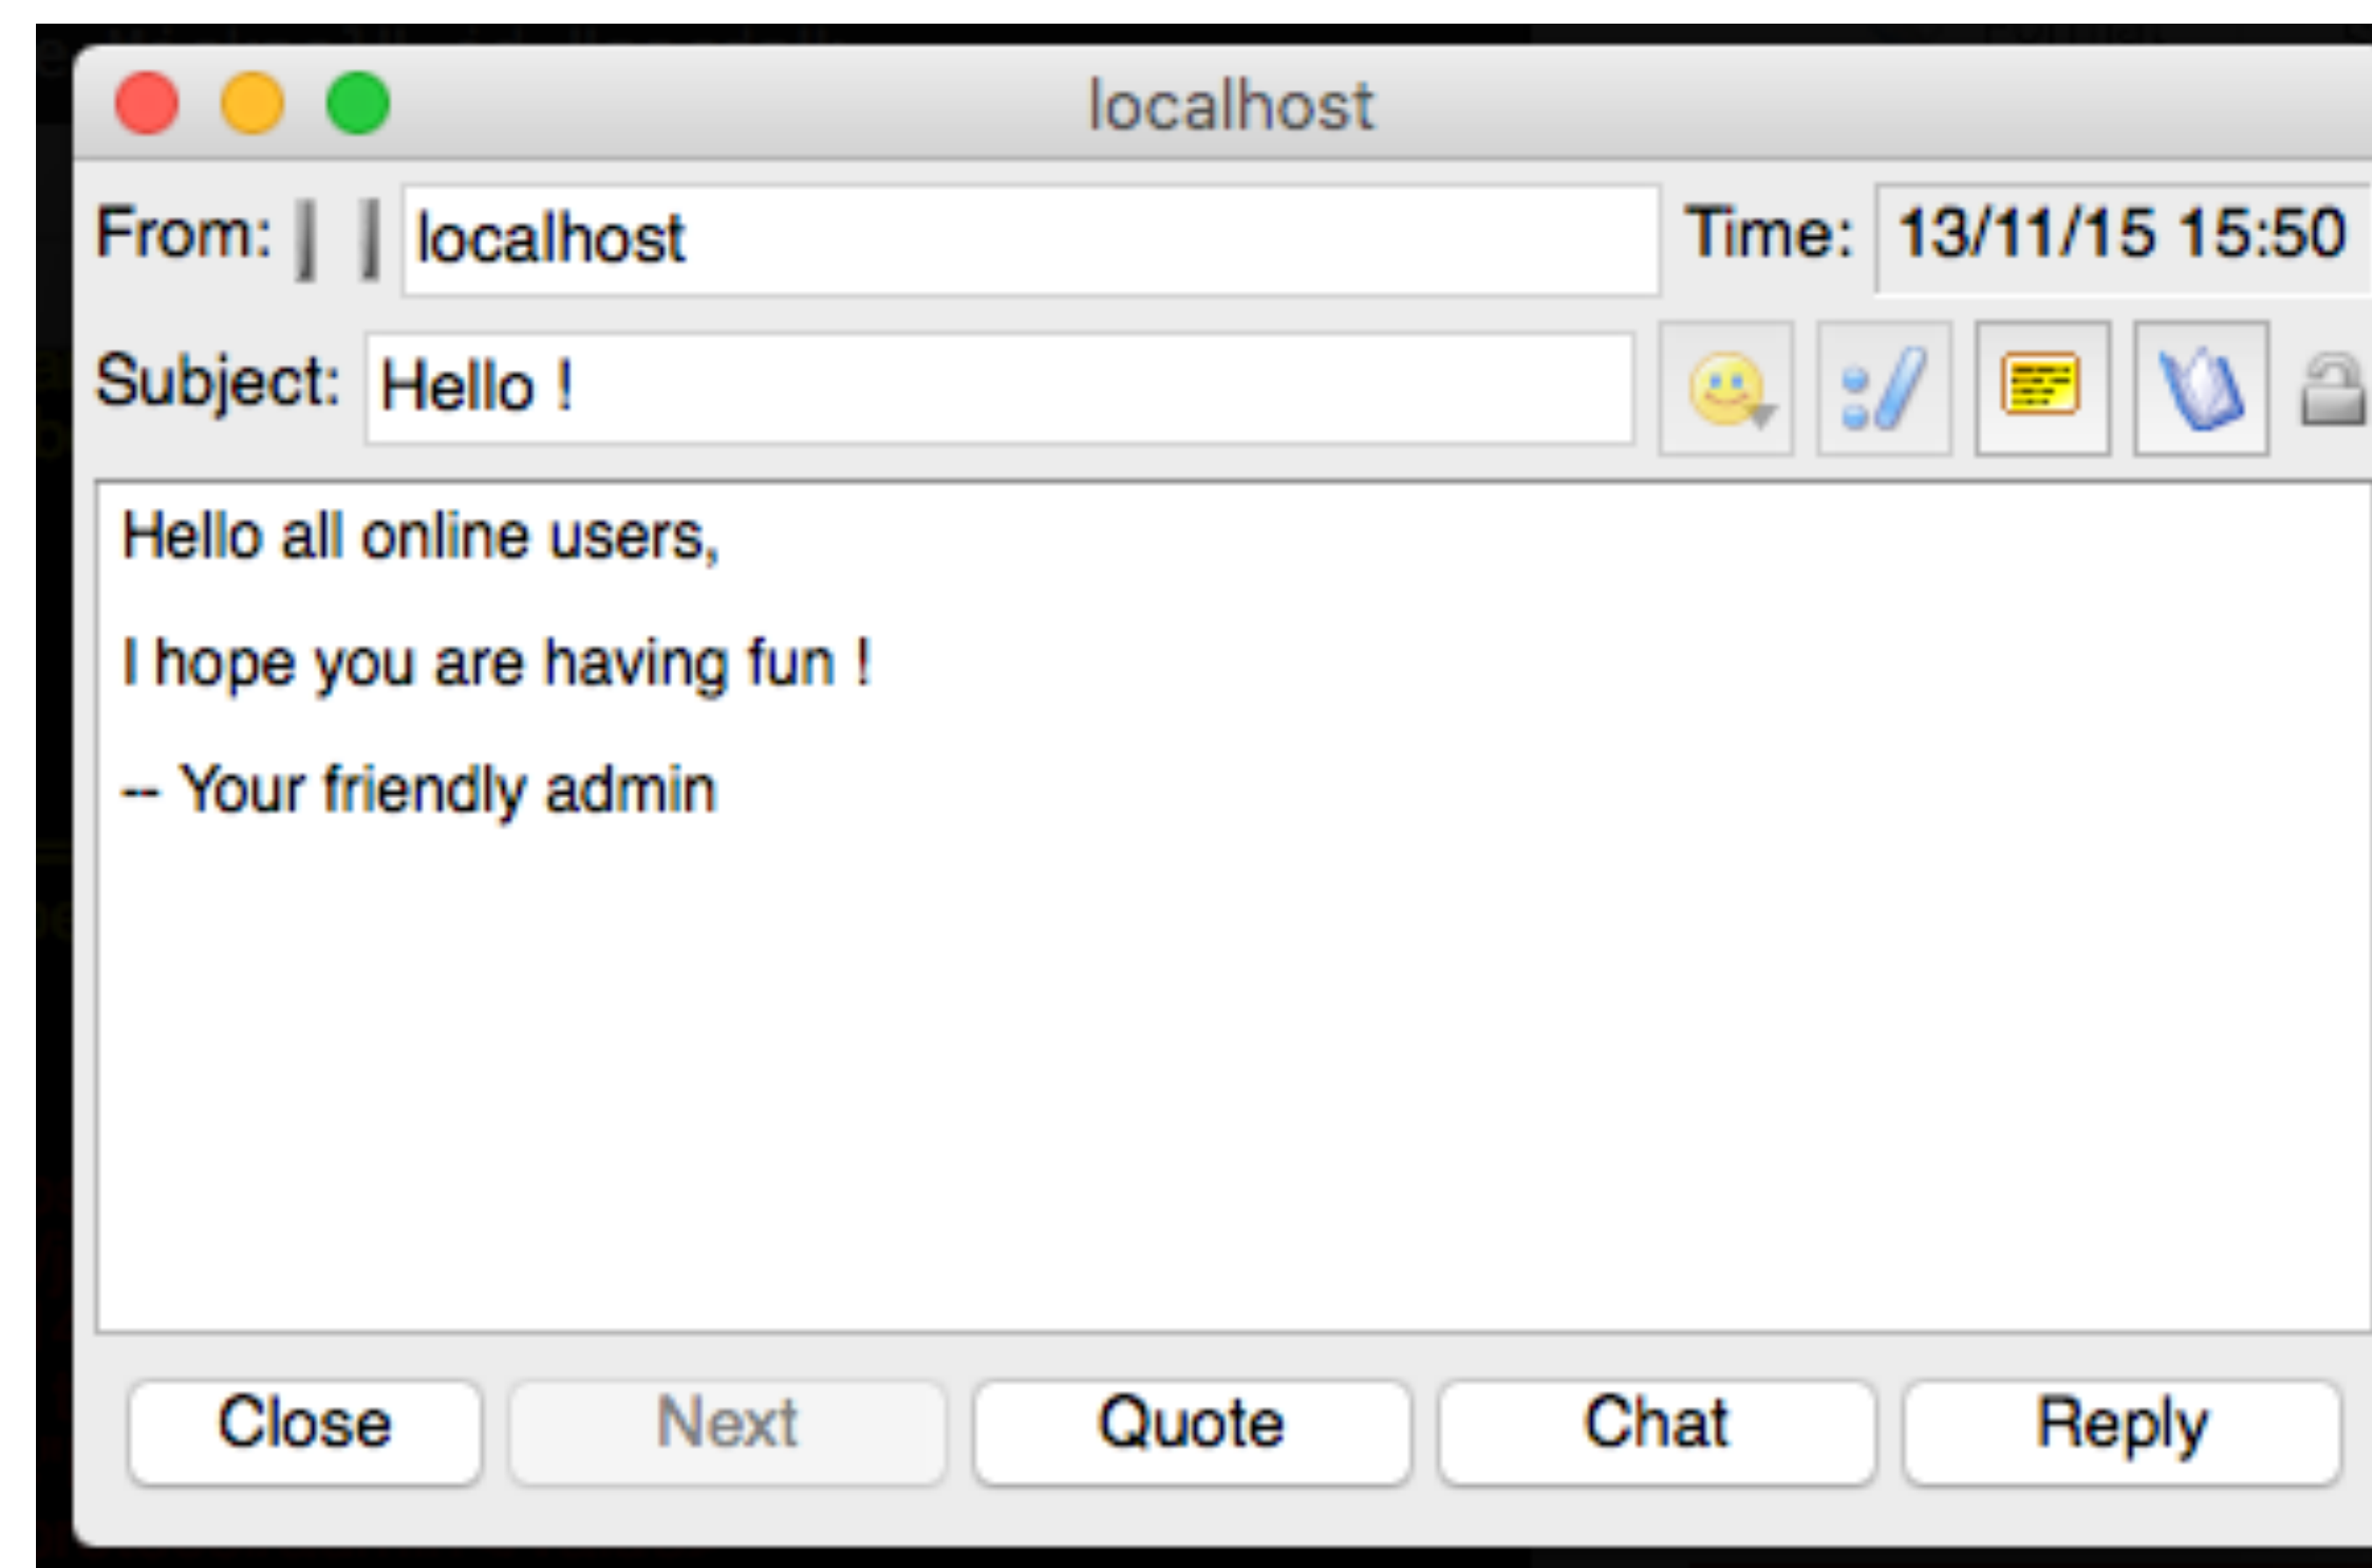 localhost
From: localhost Time: 13/11/15 15:50
Subject: Hello !
Hello all online users,
I hope you are having fun !
-- Your friendly admin
Close Next Quote Chat Reply